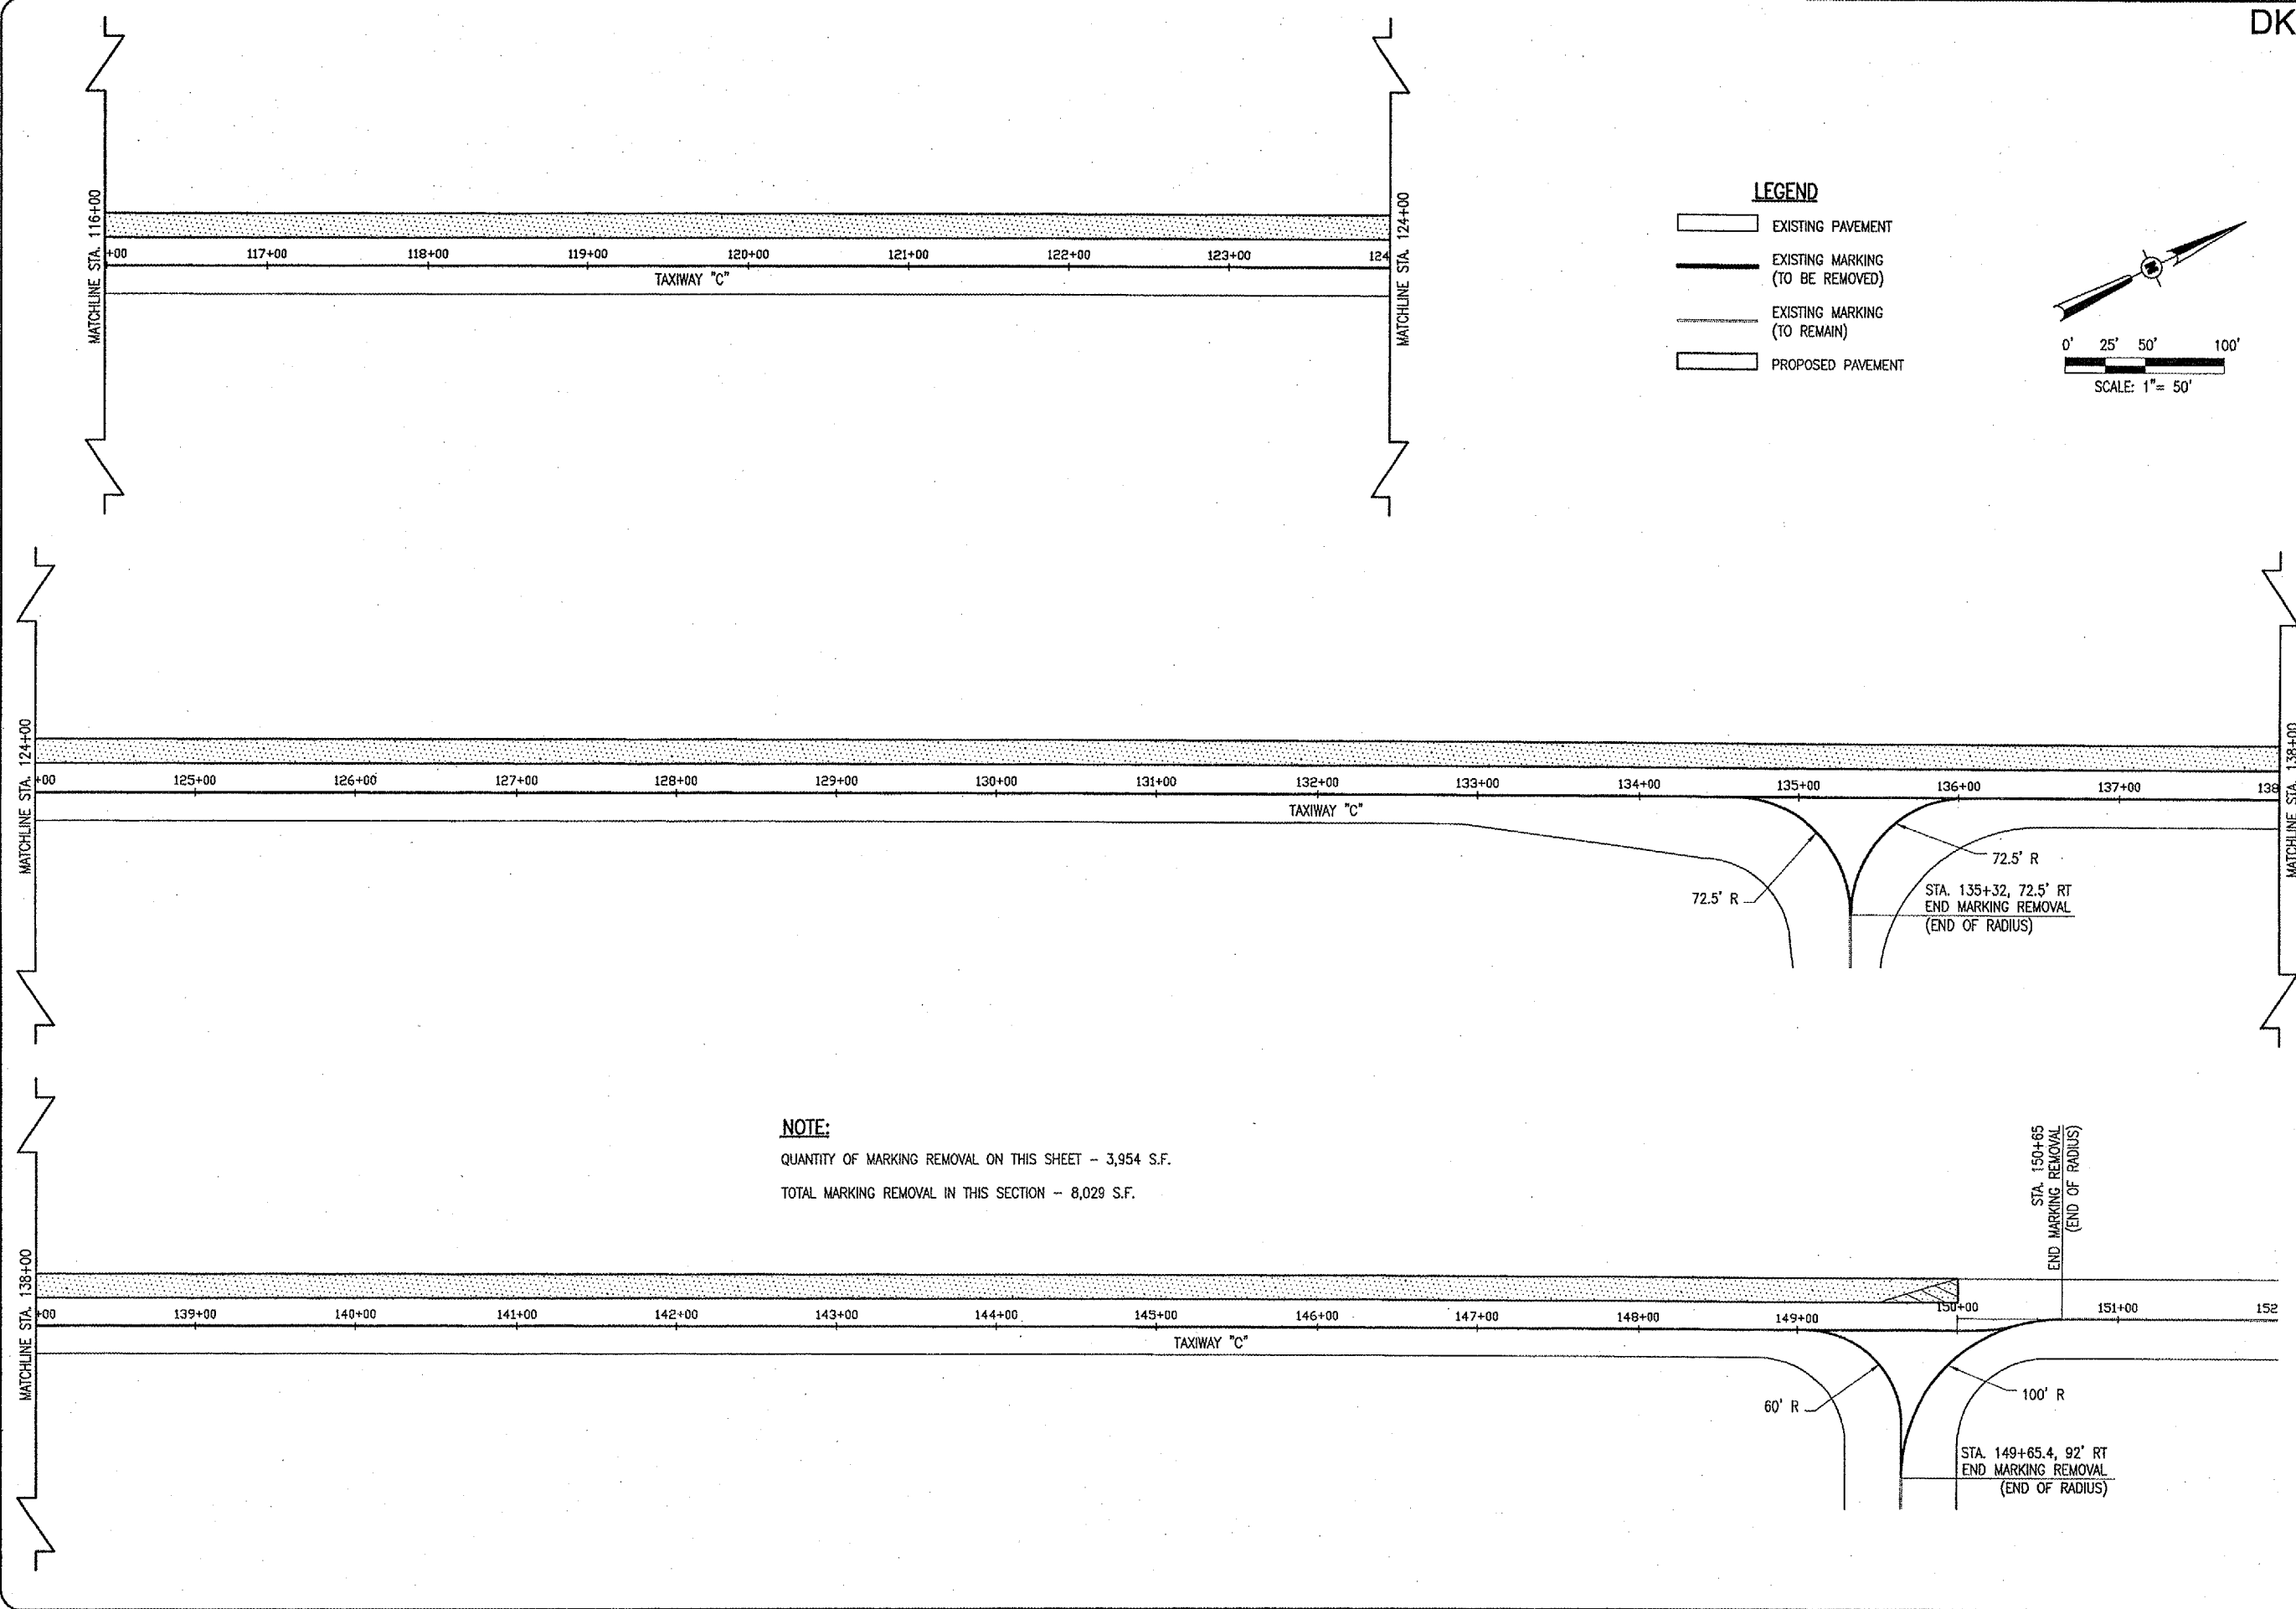 DK
MATCHLINE STA. 116+00
+00 117+00 118+00 119+00 120+00 121+00 122+00 123+00 124
TAXIWAY "C"
MATCHLINE STA. 124+00
LEGEND
EXISTING PAVEMENT
EXISTING MARKING
(TO BE REMOVED)
EXISTING MARKING
(TO REMAIN)
PROPOSED PAVEMENT
N
0' 25' 50' 100'
SCALE: 1"= 50'
MATCHLINE STA. 124+00
+00 125+00 126+00 127+00 128+00 129+00 130+00 131+00 132+00 133+00 134+00 135+00 136+00 137+00 138
TAXIWAY "C"
MATCHLINE STA. 138+00
72.5' R
72.5' R
STA. 135+32, 72.5' RT
END MARKING REMOVAL
(END OF RADIUS)
NOTE:
QUANTITY OF MARKING REMOVAL ON THIS SHEET - 3,954 S.F.
TOTAL MARKING REMOVAL IN THIS SECTION - 8,029 S.F.
STA. 150+65
END MARKING REMOVAL
(END OF RADIUS)
MATCHLINE STA. 138+00
+00 139+00 140+00 141+00 142+00 143+00 144+00 145+00 146+00 147+00 148+00 149+00 150+00 151+00 152
TAXIWAY "C"
60' R
100' R
STA. 149+65.4, 92' RT
END MARKING REMOVAL
(END OF RADIUS)